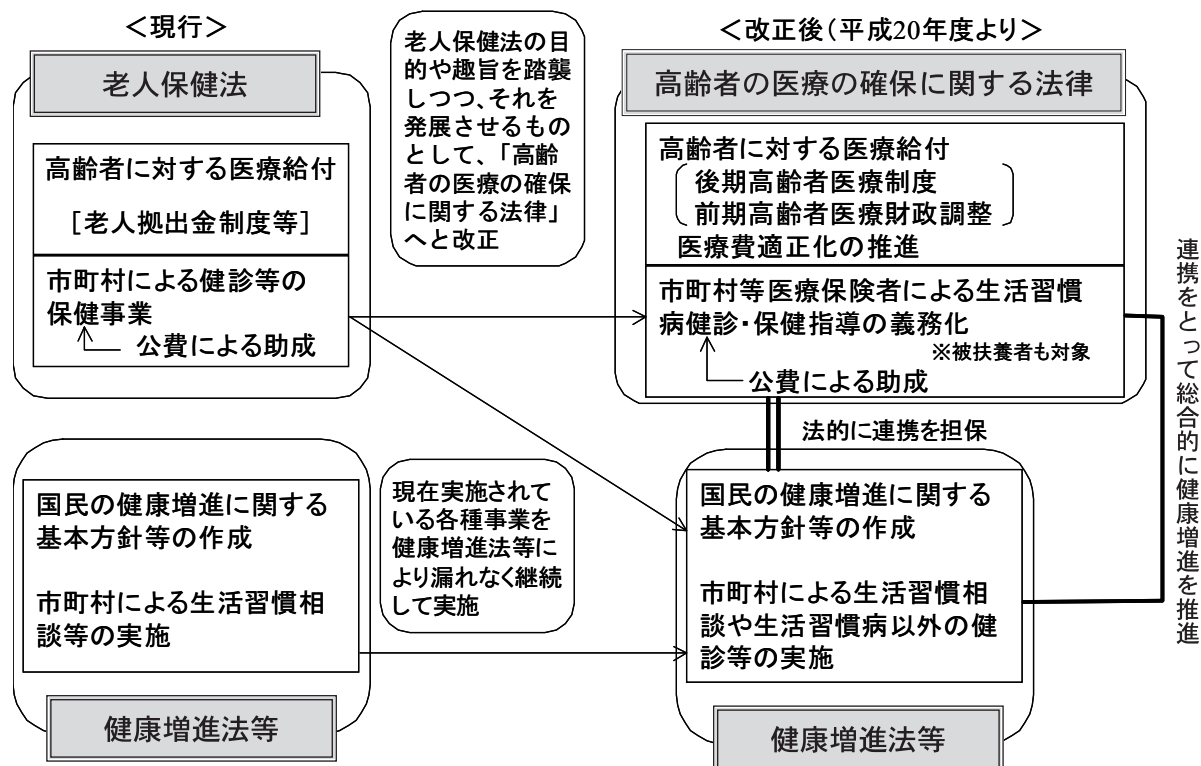 ＜現行＞
老人保健法
高齢者に対する医療給付
［老人拠出金制度等］
市町村による健診等の
保健事業
公費による助成
老人保健法の目
的や趣旨を踏襲
しつつ、それを
発展させるもの
として、「高齢
者の医療の確保
に関する法律」
へと改正
＜改正後（平成20年度より＞
高齢者の医療の確保に関する法律
高齢者に対する医療給付
後期高齢者医療制度
前期高齢者医療財政調整
医療費適正化の推進
市町村等医療保険者による生活習慣
病健診・保健指導の義務化
※被扶養者も対象
公費による助成
法的に連携を担保
連携をとって総合的に健康増進を推進
国民の健康増進に関する
基本方針等の作成
市町村による生活習慣相
談等の実施
健康増進法等
現在実施されて
いる各種事業を
健康増進法等に
より漏れなく継続
して実施
国民の健康増進に関する
基本方針等の作成
市町村による生活習慣相
談や生活習慣病以外の健
診等の実施
健康増進法等